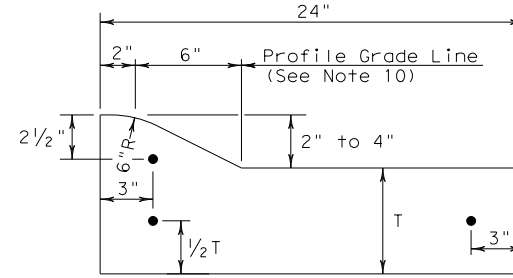 24"
2" 6" Profile Grade Line
(See Note 10)
2½" 6"R 2" to 4"
3"
T
½T 3"